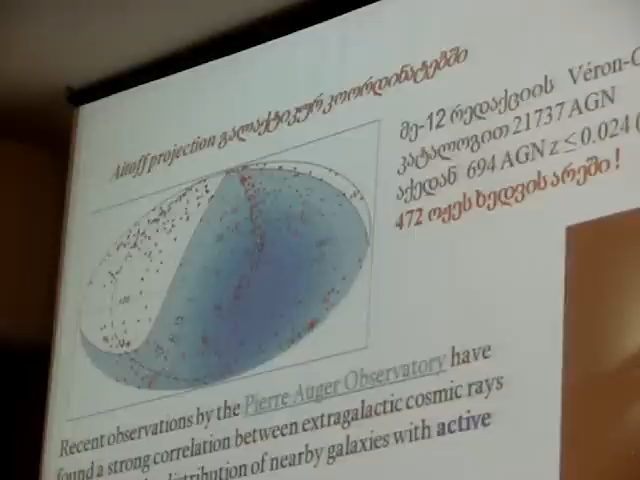 Aitoff projection გალაქტიკურ კოორდინატებში
მე-12 რედაქციის Véron-C
კატალოგით 21737 AGN
აქედან 694 AGN z ≤ 0.024 (
472 ოჟეს ხედვის არეში !
Recent observations by the Pierre Auger Observatory have
found a strong correlation between extragalactic cosmic rays
distribution of nearby galaxies with active